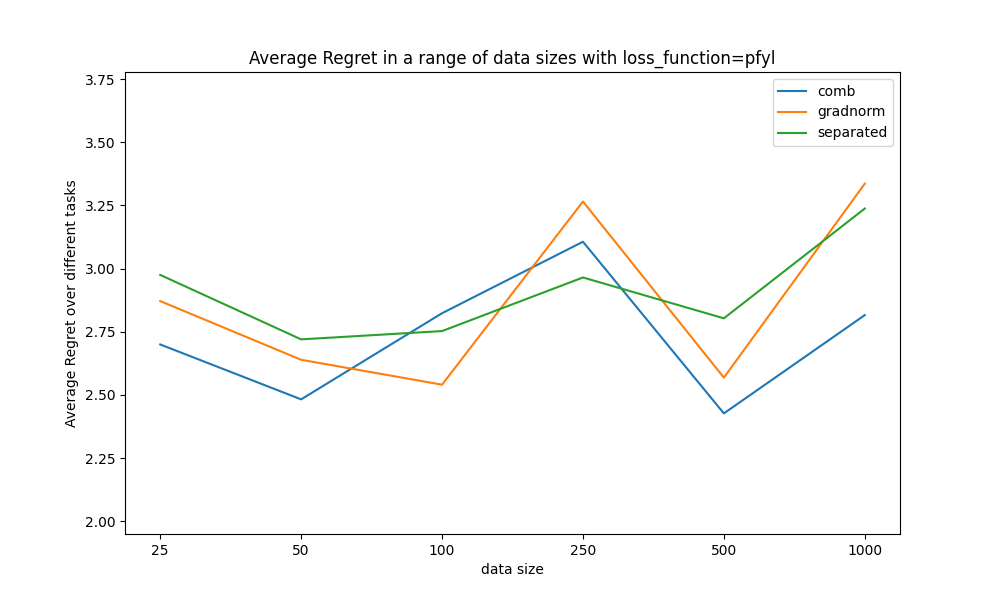 Average Regret in a range of data sizes with loss_function=pfyl
comb
gradnorm
separated
Average Regret over different tasks
3.75
3.50
3.25
3.00
2.75
2.50
2.25
2.00
25 50 100 250 500 1000
data size